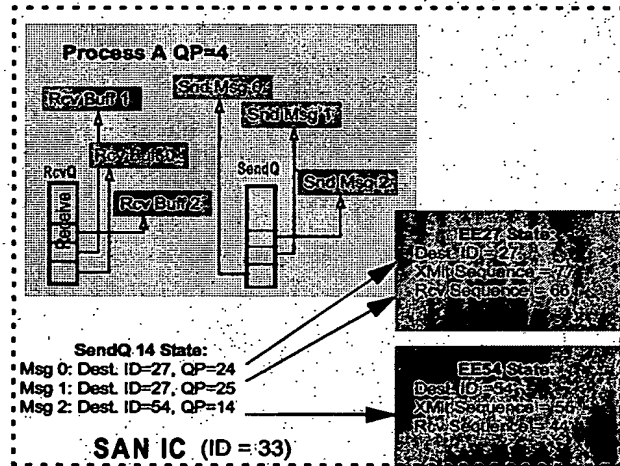 Process A QP=4
Snd Msg 0
Rcv Buff 1
Snd Msg 1
Rcv Buff
RcvQ
SendQ
Receive
Rcv Buff 2
Snd Msg 2
EE27 State:
Dest. ID = 27,
XMit Sequence = 77
Rcv Sequence = 66
SendQ 14 State:
Msg 0: Dest. ID=27, QP=24
Msg 1: Dest. ID=27, QP=25
Msg 2: Dest. ID=54, QP=14
EE54 State:
Dest. ID = 54,
XMit Sequence = 56
Rcv Sequence =
SAN IC (ID = 33)